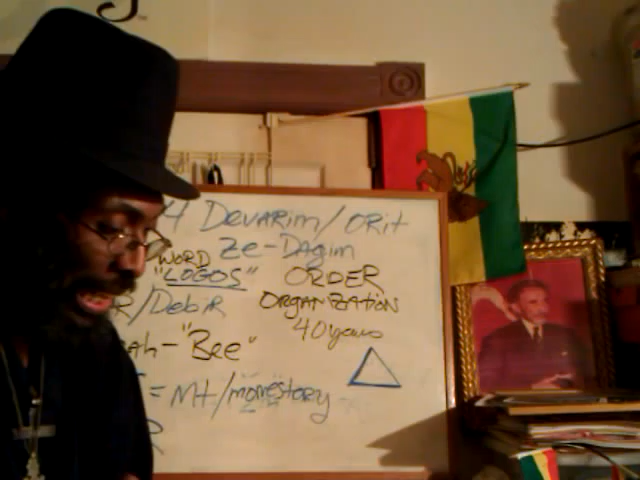 4 Devarim/Orit
Ze-Dagim
WORD
"LOGOS" ORDER
R/DebiR ORGANIZATION
40 years
ah-"Bee"
= Mt/monestory
R